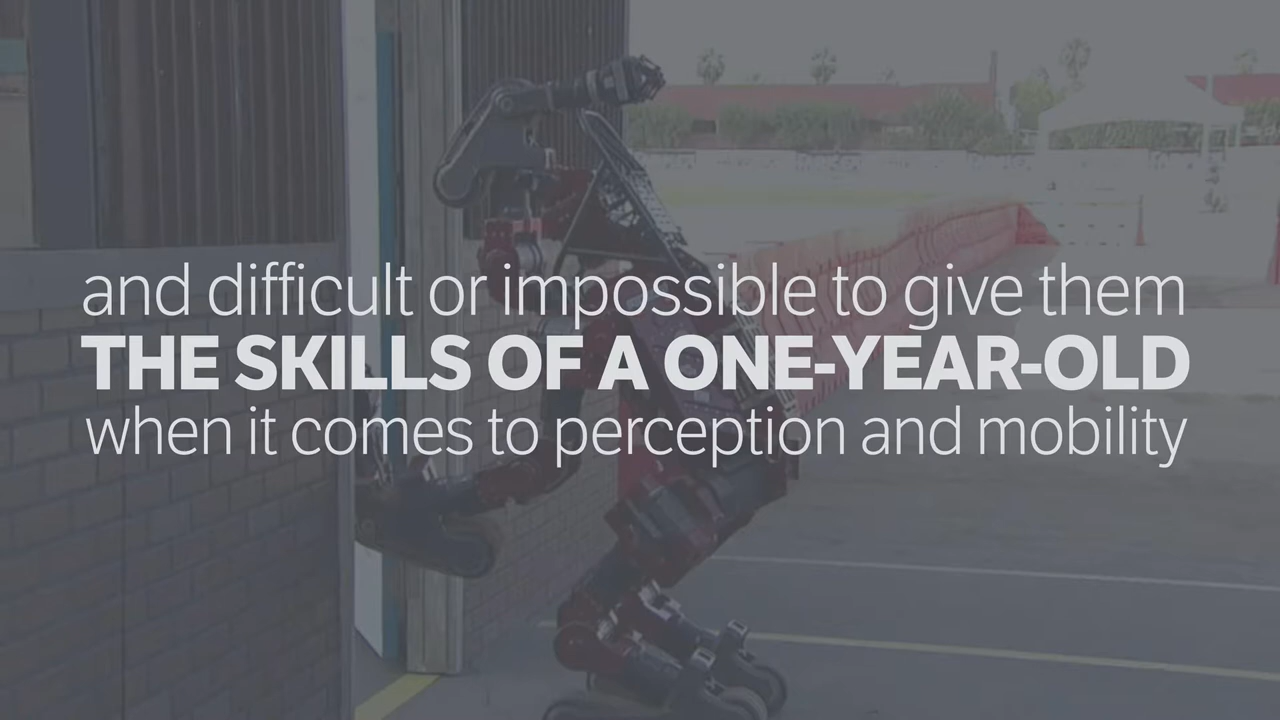 and difficult or impossible to give them
THE SKILLS OF A ONE-YEAR-OLD
when it comes to perception and mobility